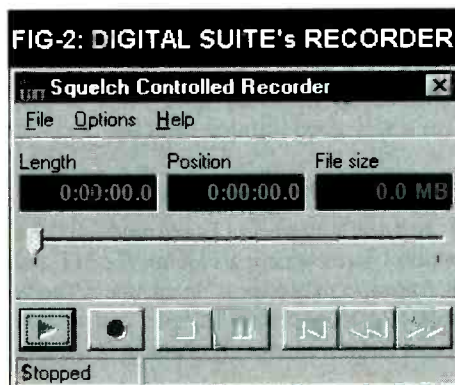 FIG-2: DIGITAL SUITE's RECORDER
Squelch Controlled Recorder
File Options Help
Length Position File size
0:00:00.0 0:00:00.0 0.0 MB
Stopped